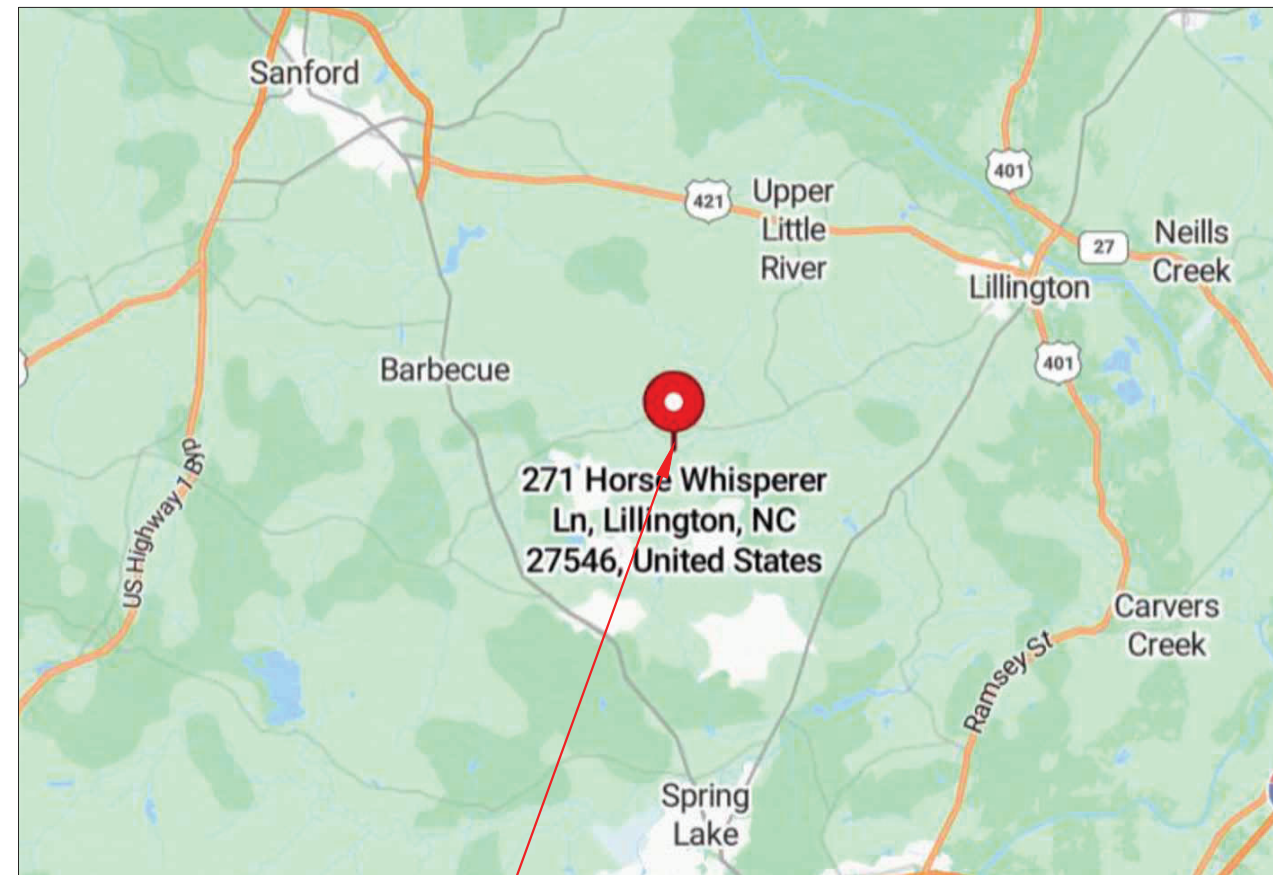 Sanford
421
Upper
Little
River
401
27
Neills
Creek
Lillington
401
Barbecue
271 Horse Whisperer
Ln, Lillington, NC
27546, United States
US Highway 1 Byp
Carvers
Creek
Ramsey St
Spring
Lake